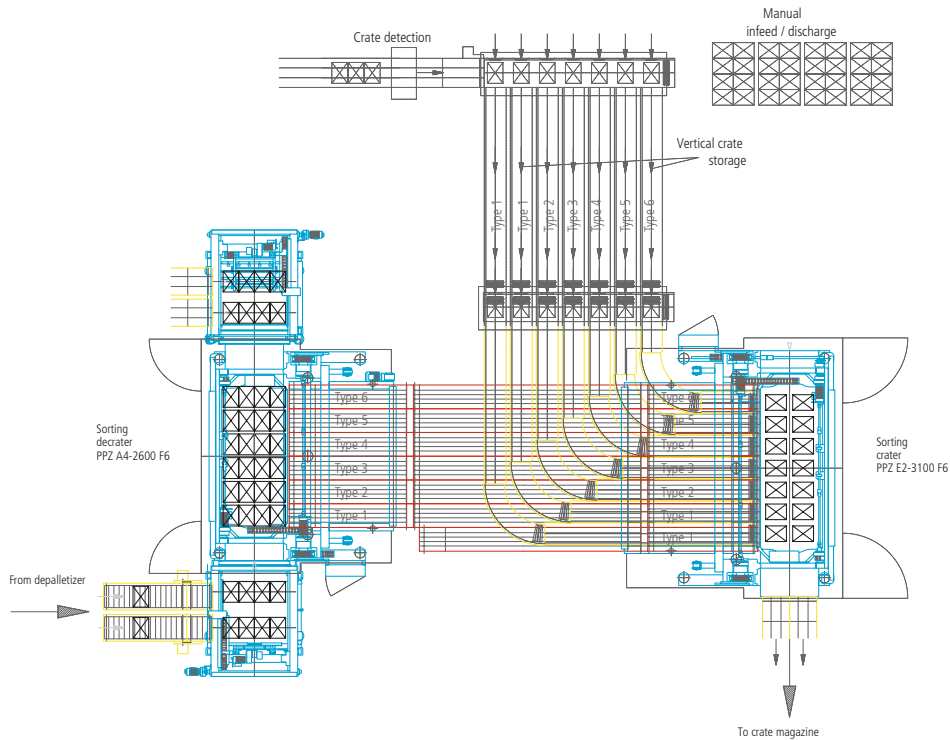 Manual
infeed / discharge
Crate detection
Vertical crate
storage
Type 1
Type 1
Type 2
Type 3
Type 4
Type 5
Type 6
Type 6
Type 5
Type 4
Type 3
Type 2
Type 1
Type 6
Type 5
Type 4
Type 3
Type 2
Type 1
Type 1
Sorting
decrater
PPZ A4-2600 F6
Sorting
crater
PPZ E2-3100 F6
From depalletizer
To crate magazine